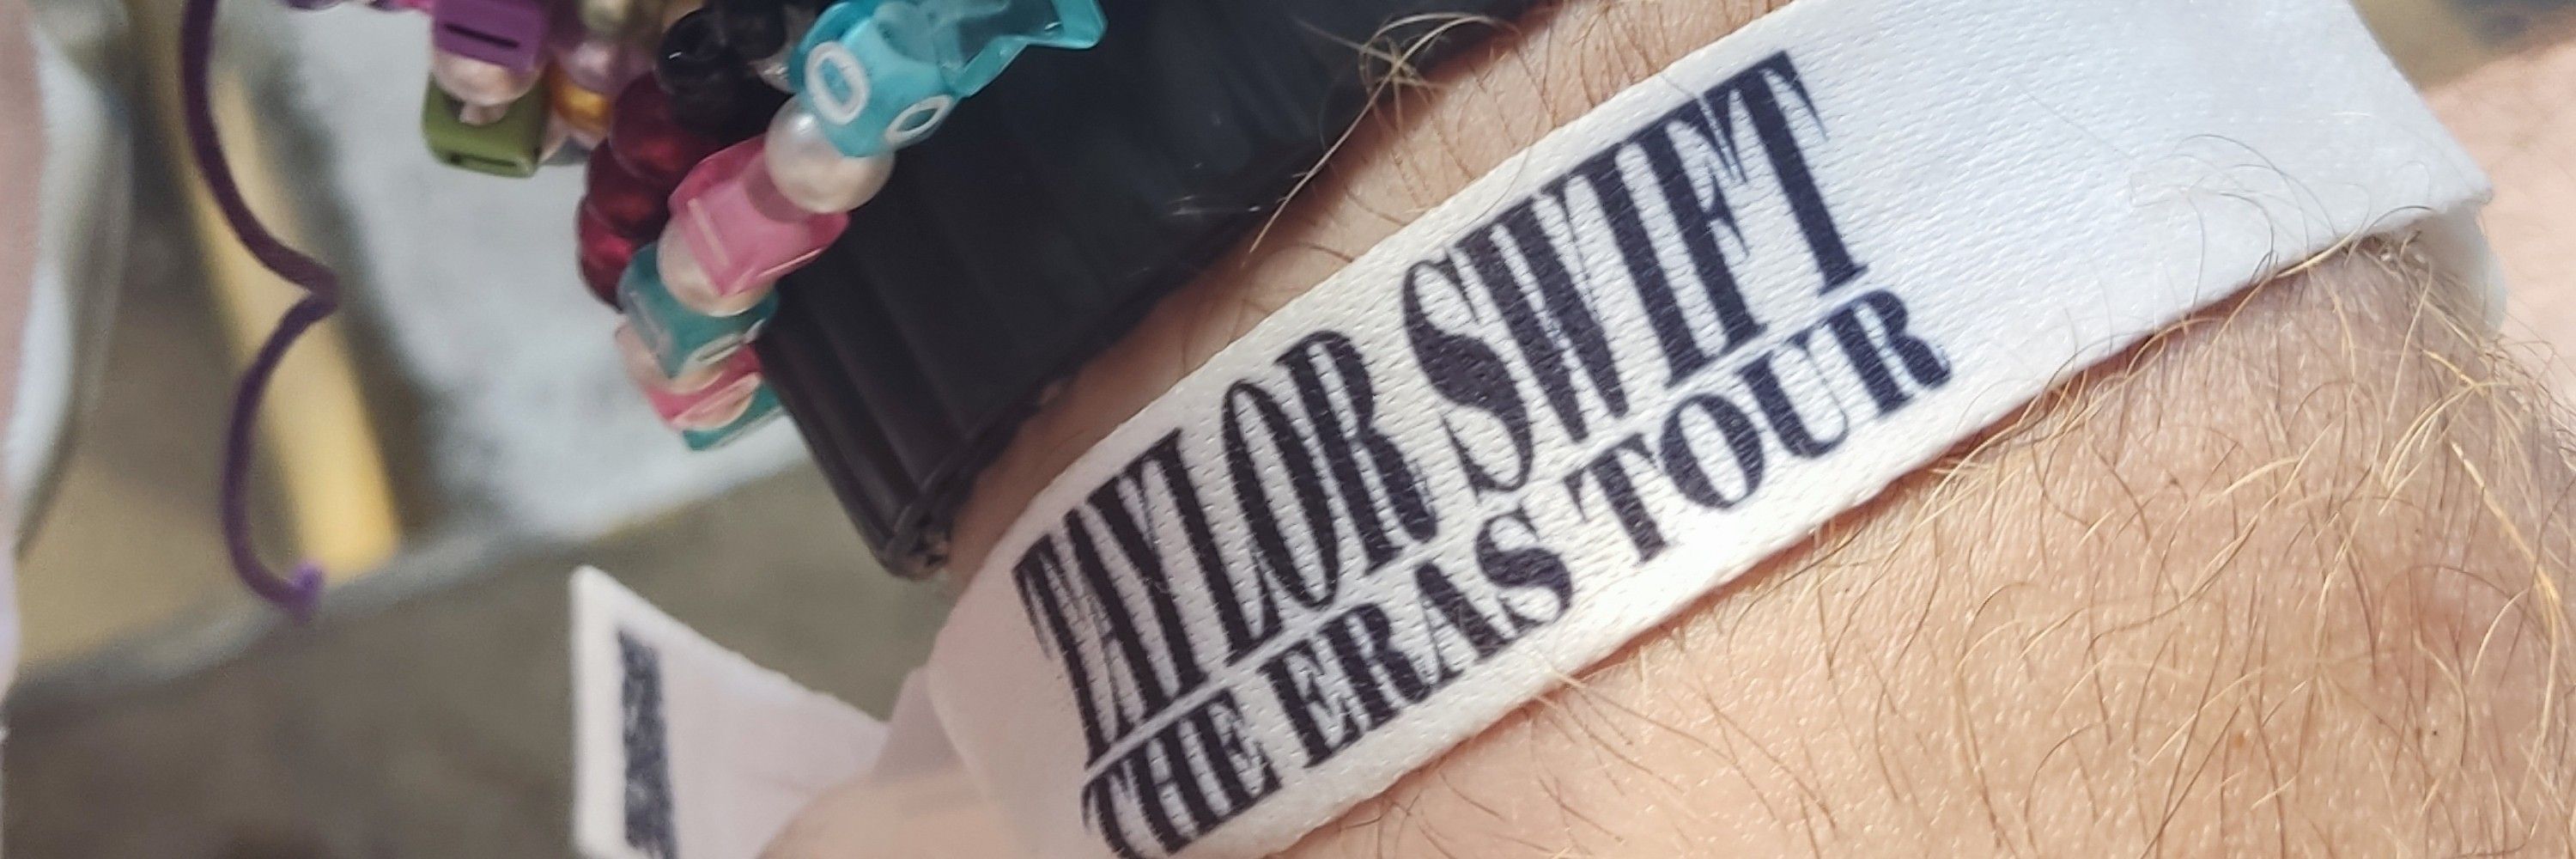 TAYLOR SWIFT
THE ERAS TOUR